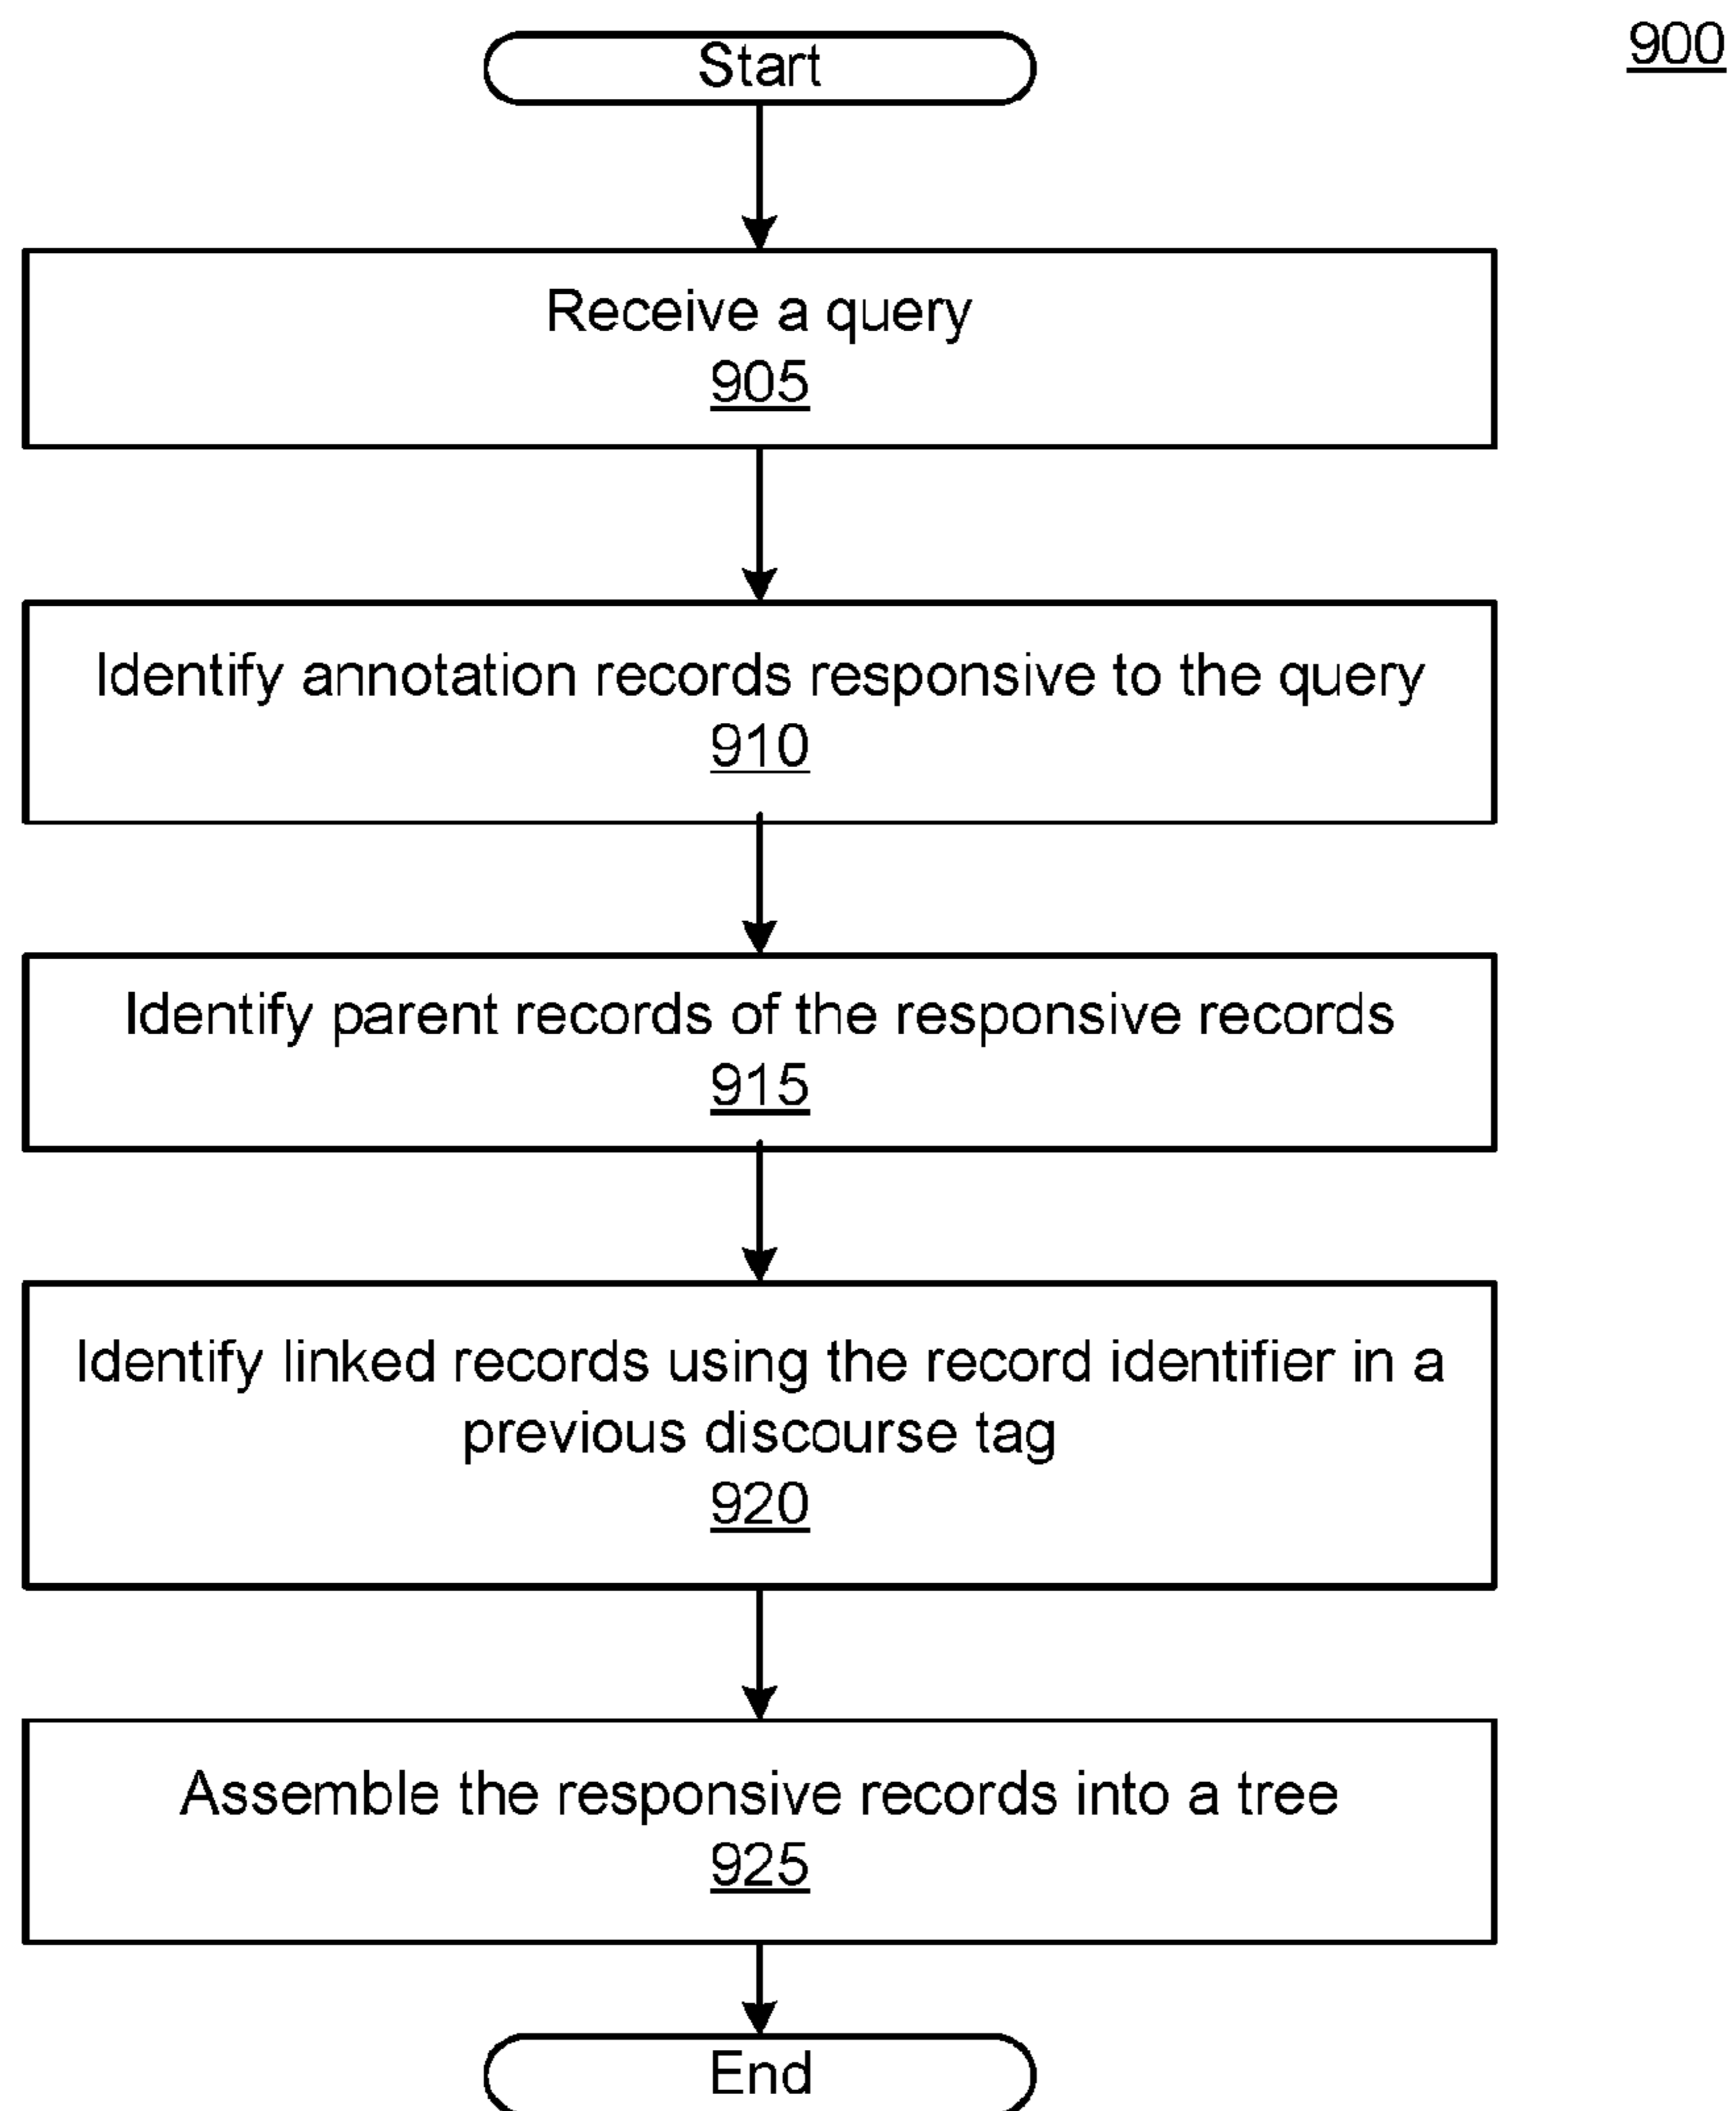 900
Start
Receive a query
905
Identify annotation records responsive to the query
910
Identify parent records of the responsive records
915
Identify linked records using the record identifier in a
previous discourse tag
920
Assemble the responsive records into a tree
925
End